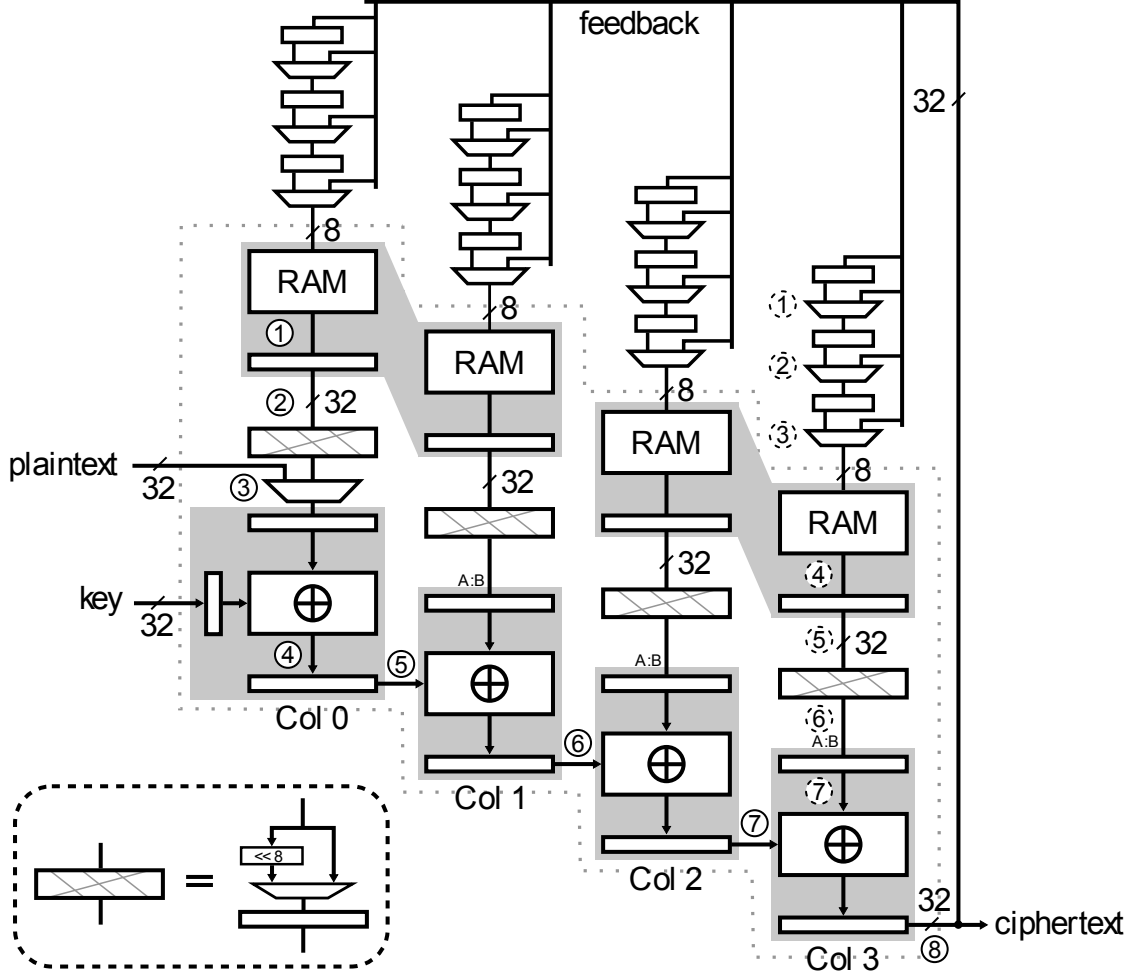 feedback
32
8
8
①
RAM
①
RAM
②
8
② 32
RAM
③
plaintext
32
8
③
32
RAM
A:B
④
key
32
32
④
⑤
A:B
⑤ 32
Col 0
⑥
⑥
A:B
Col 1
⑦
<< 8
=
⑦
Col 2
32
ciphertext
Col 3
⑧